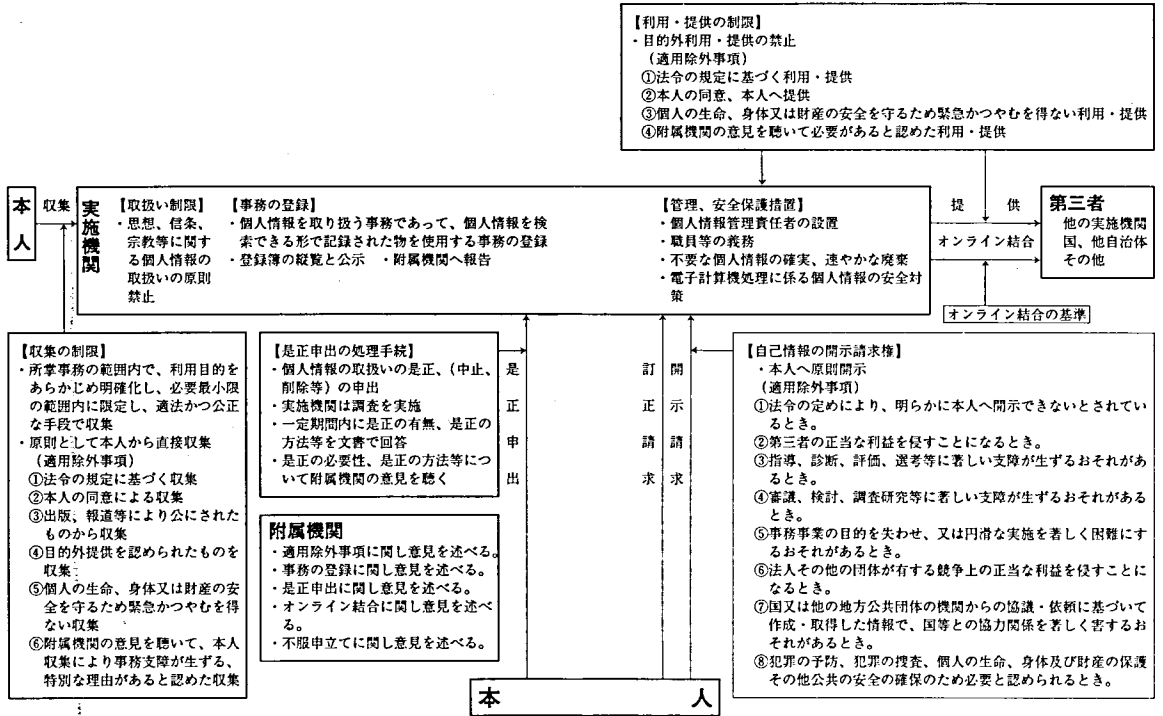 【利用・提供の制限】
・目的外利用・提供の禁止
(適用除外事項)
①法令の規定に基づく利用・提供
②本人の同意、本人へ提供
③個人の生命、身体又は財産の安全を守るため緊急かつやむを得ない利用・提供
④附属機関の意見を聴いて必要があると認めた利用・提供
本人
収集
実施機関
【取扱い制限】
・思想、信条、
宗教等に関す
る個人情報の
取扱いの原則
禁止
【事務の登録】
・個人情報を取り扱う事務であって、個人情報を検
索できる形で記録された物を使用する事務の登録
・登録簿の縦覧と公示 ・附属機関へ報告
【管理、安全保護措置】
・個人情報管理責任者の設置
・職員等の義務
・不要な個人情報の確実、速やかな廃棄
・電子計算機処理に係る個人情報の安全対
策
提供
オンライン結合
第三者
他の実施機関
国、他自治体
その他
オンライン結合の基準
【収集の制限】
・所掌事務の範囲内で、利用目的を
あらかじめ明確化し、必要最小限
の範囲内に限定し、適法かつ公正
な手段で収集
・原則として本人から直接収集
(適用除外事項)
①法令の規定に基づく収集
②本人の同意による収集
③出版、報道等により公にされた
ものから収集
④目的外提供を認められたものを
収集
⑤個人の生命、身体又は財産の安
全を守るため緊急かつやむを得
ない収集
⑥附属機関の意見を聴いて、本人
収集により事務支障が生ずる、
特別な理由があると認めた収集
【是正申出の処理手続】
・個人情報の取扱いの是正、(中止、
削除等)の申出
・実施機関は調査を実施
・一定期間内に是正の有無、是正の
方法等を文書で回答
・是正の必要性、是正の方法等につ
いて附属機関の意見を聴く
是正申出
訂正請求
開示請求
附属機関
・適用除外事項に関し意見を述べる。
・事務の登録に関し意見を述べる。
・是正申出に関し意見を述べる。
・オンライン結合に関し意見を述べ
る。
・不服申立てに関し意見を述べる。
【自己情報の開示請求権】
・本人へ原則開示
(適用除外事項)
①法令の定めにより、明らかに本人へ開示できないとされてい
るとき。
②第三者の正当な利益を侵すことになるとき。
③指導、診断、評価、選考等に著しい支障が生ずるおそれがあ
るとき。
④審議、検討、調査研究等に著しい支障が生ずるおそれがある
とき。
⑤事務事業の目的を失わせ、又は円滑な実施を著しく困難にす
るおそれがあるとき。
⑥法人その他の団体が有する競争上の正当な利益を侵すことに
なるとき。
⑦国又は他の地方公共団体の機関からの協議・依頼に基づいて
作成・取得した情報で、国等との協力関係を著しく害するお
それがあるとき。
⑧犯罪の予防、犯罪の捜査、個人の生命、身体及び財産の保護
その他公共の安全の確保のため必要と認められるとき。
本人